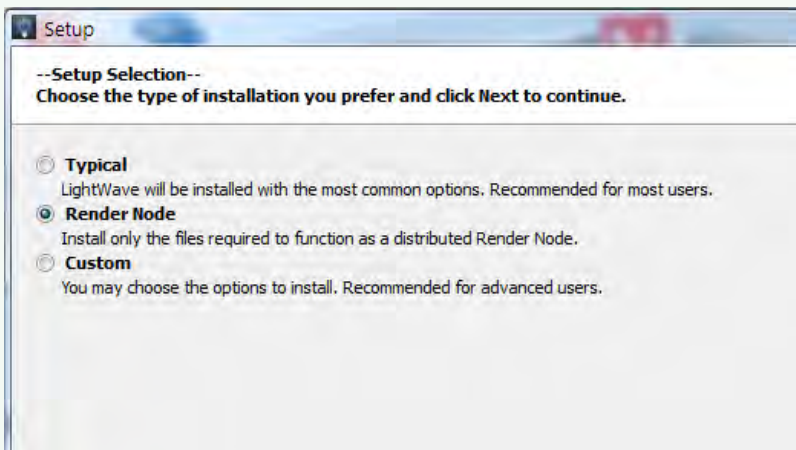 Setup
--Setup Selection--
Choose the type of installation you prefer and click Next to continue.
Typical
LightWave will be installed with the most common options. Recommended for most users.
Render Node
Install only the files required to function as a distributed Render Node.
Custom
You may choose the options to install. Recommended for advanced users.